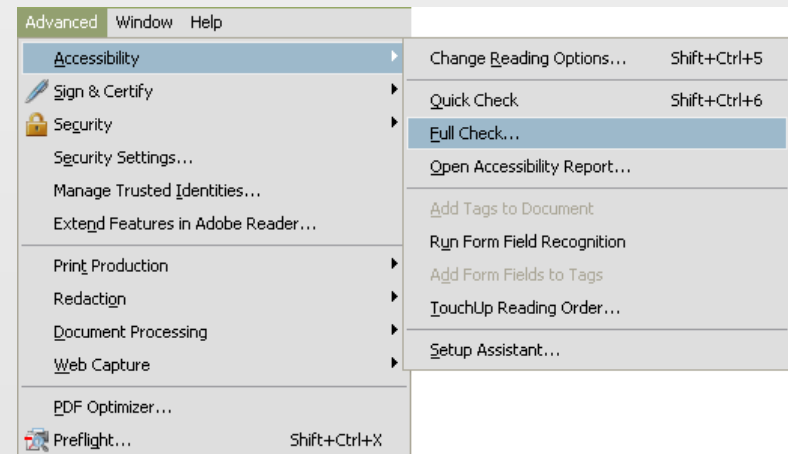 Advanced Window Help
Accessibility
Sign & Certify
Security
Security Settings...
Manage Trusted Identities...
Extend Features in Adobe Reader...
Print Production
Redaction
Document Processing
Web Capture
PDF Optimizer...
Preflight... Shift+Ctrl+X
Change Reading Options... Shift+Ctrl+5
Quick Check Shift+Ctrl+6
Full Check...
Open Accessibility Report...
Add Tags to Document
Run Form Field Recognition
Add Form Fields to Tags
TouchUp Reading Order...
Setup Assistant...